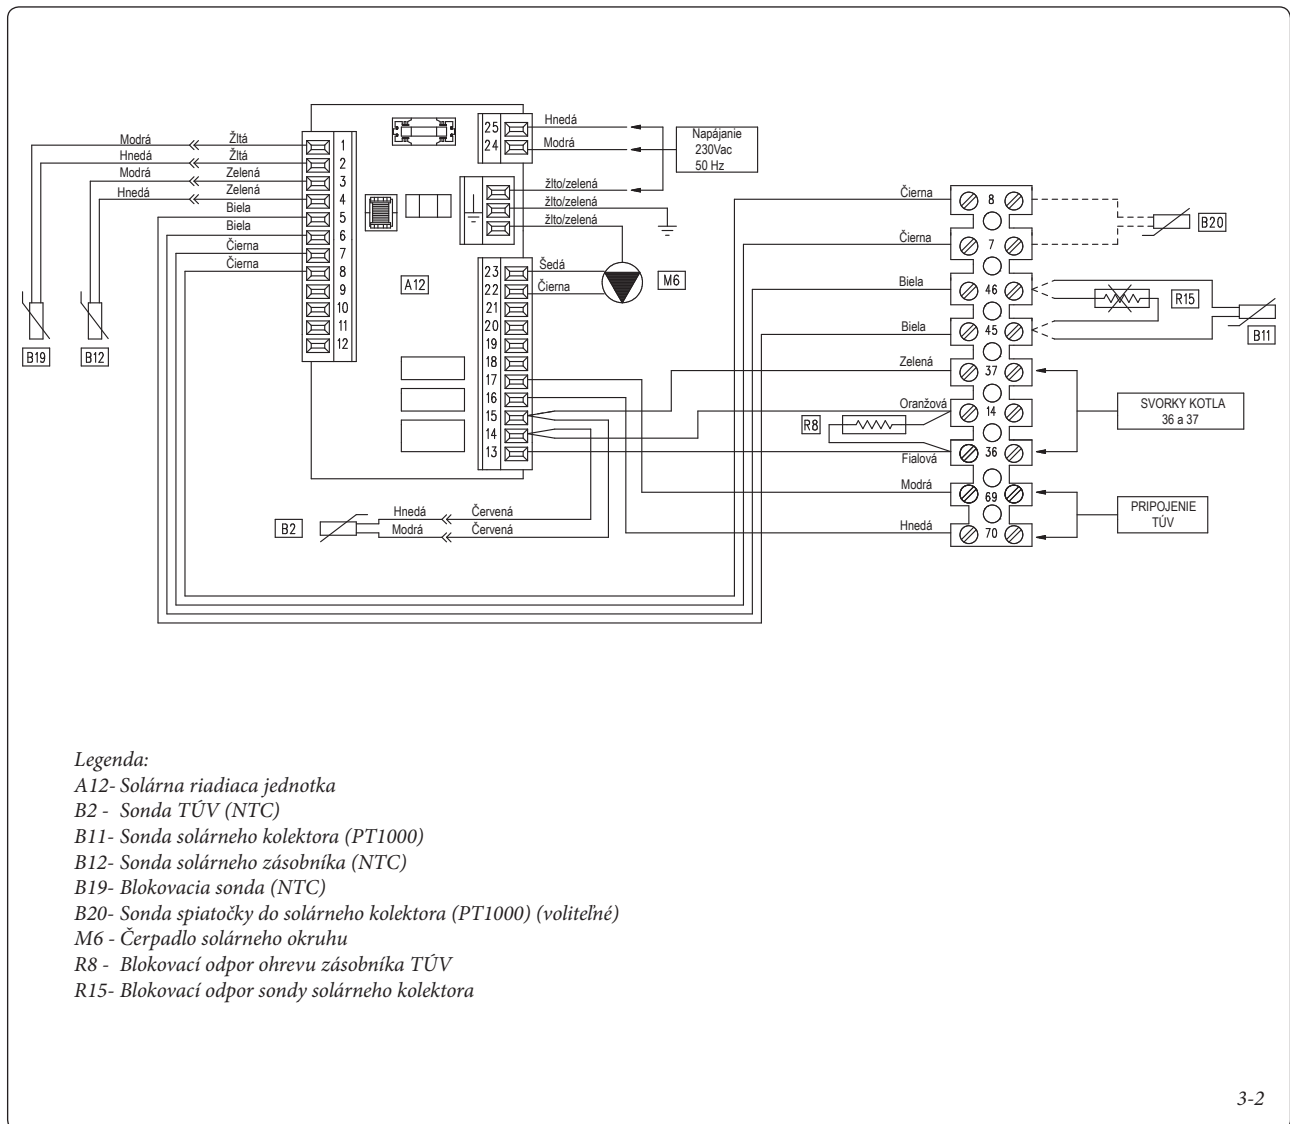 Modrá Žltá 1
Hnedá Žltá 2
Modrá Zelená 3
Hnedá Zelená 4
Biela 5
Biela 6
Čierna 7
Čierna 8
9
10
11
12
B19
B12
A12
25 Hnedá
24 Modrá
Napájanie
230Vac
50 Hz
žlto/zelená
žlto/zelená
žlto/zelená
23 Šedá
22 Čierna
M6
21
20
19
18
17
16
15
14
13
B2
Hnedá Červená
Modrá Červená
Čierna 8
B20
Čierna 7
Biela 46
R15
Biela 45
B11
Zelená 37
Oranžová 14
R8
SVORKY KOTLA
36 a 37
Fialová 36
Modrá 69
PRIPOJENIE
TÚV
Hnedá 70
Legenda:
A12- Solárna riadiaca jednotka
B2 - Sonda TÚV (NTC)
B11- Sonda solárneho kolektora (PT1000)
B12- Sonda solárneho zásobníka (NTC)
B19- Blokovacia sonda (NTC)
B20- Sonda spiatočky do solárneho kolektora (PT1000) (voliteľné)
M6 - Čerpadlo solárneho okruhu
R8 - Blokovací odpor ohrevu zásobníka TÚV
R15- Blokovací odpor sondy solárneho kolektora
3-2